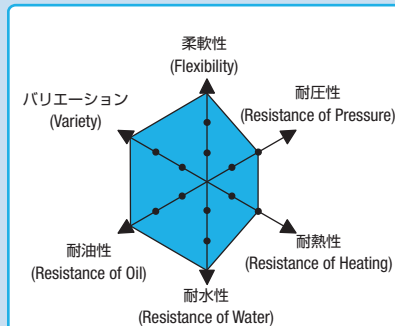 柔軟性
(Flexibility)
バリエーション
(Variety)
耐圧性
(Resistance of Pressure)
耐油性
(Resistance of Oil)
耐熱性
(Resistance of Heating)
耐水性
(Resistance of Water)